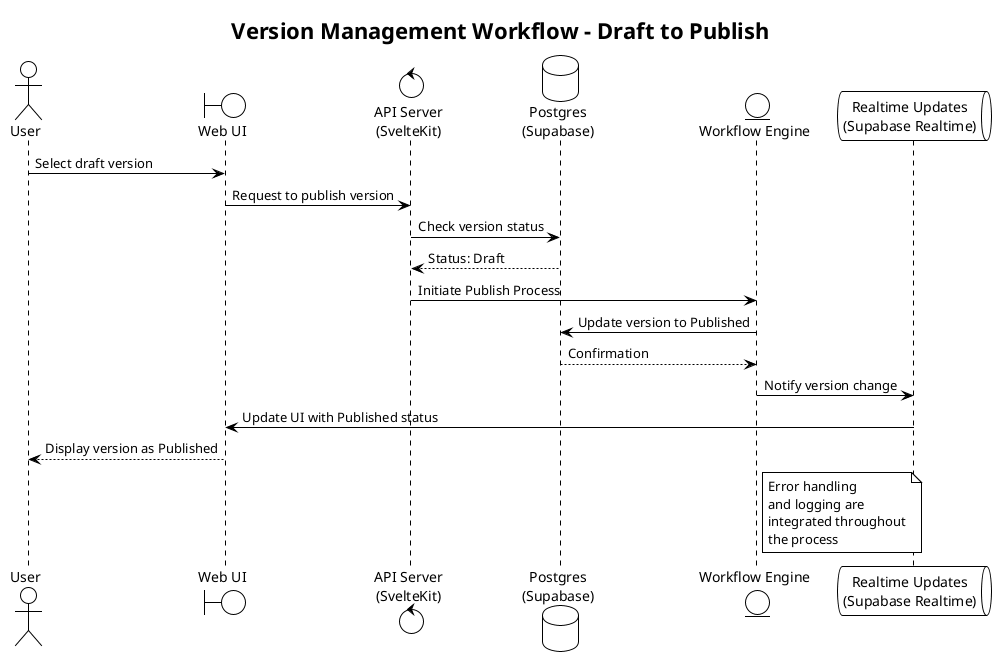 Version Management Workflow - Draft to Publish
User
Web UI
API Server
(SvelteKit)
Postgres
(Supabase)
Workflow Engine
Realtime Updates
(Supabase Realtime)
Select draft version
Request to publish version
Check version status
Status: Draft
Initiate Publish Process
Update version to Published
Confirmation
Notify version change
Update UI with Published status
Display version as Published
Error handling
and logging are
integrated throughout
the process
User
Web UI
API Server
(SvelteKit)
Postgres
(Supabase)
Workflow Engine
Realtime Updates
(Supabase Realtime)